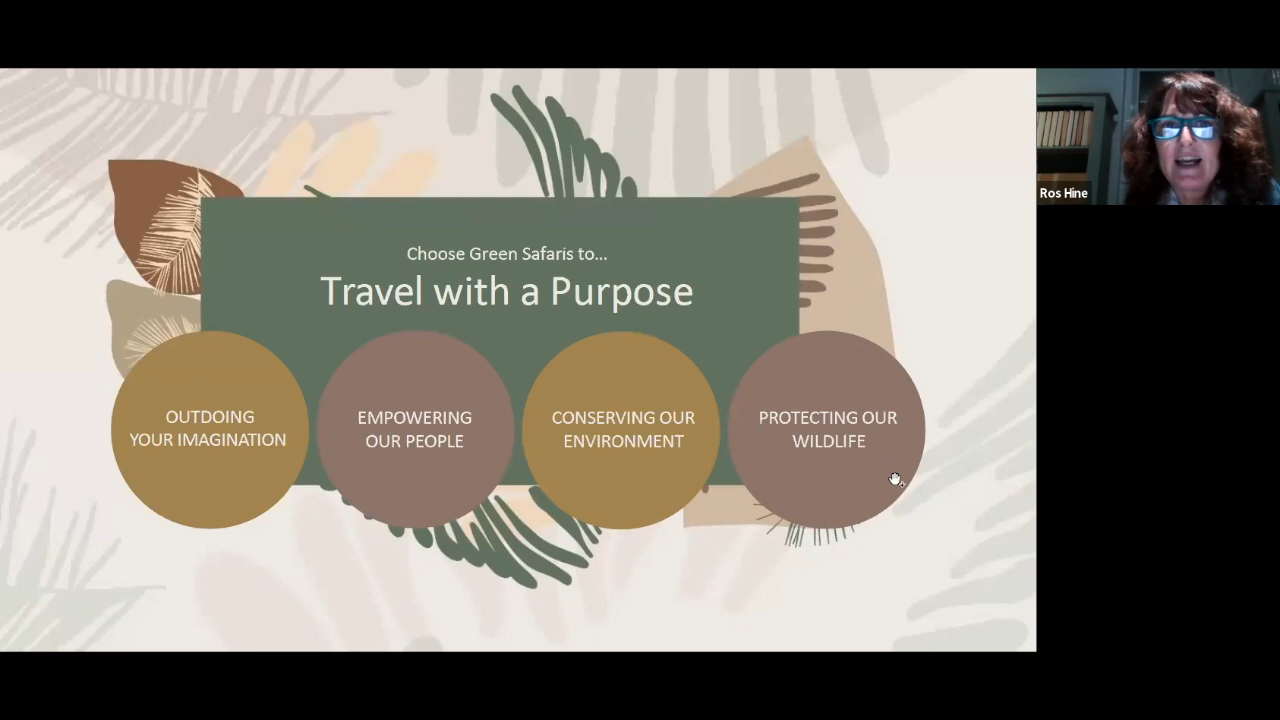 Choose Green Safaris to...
Travel with a Purpose
OUTDOING
YOUR IMAGINATION
EMPOWERING
OUR PEOPLE
CONSERVING OUR
ENVIRONMENT
PROTECTING OUR
WILDLIFE
Ros Hine